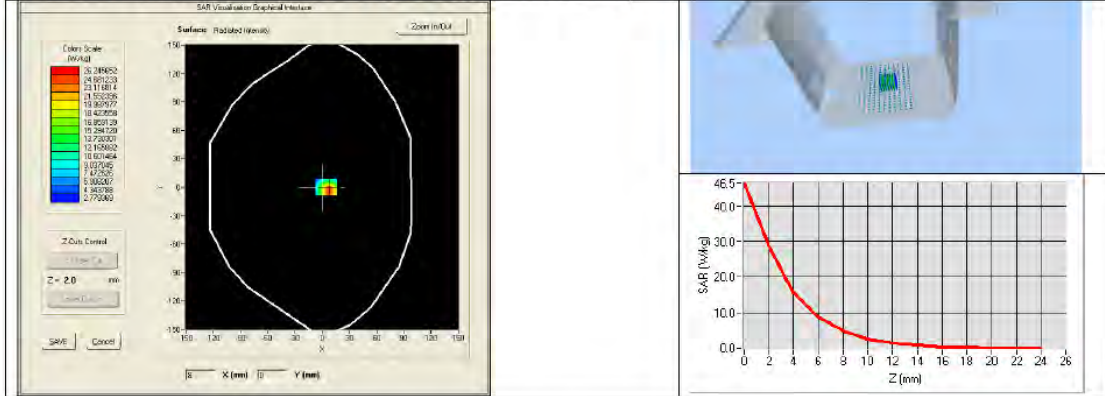 SAR Visualisation Graphical Interface
Surface Radiated Intensity
Zoom In/Out
Colors Scale
(W/kg)
26.245652
24.681233
23.116814
21.552396
19.987977
18.423558
16.859139
15.294720
13.730301
12.165882
10.601464
9.037045
7.472626
5.908207
4.343788
2.779369
150
120
90
60
30
0
-30
-60
-90
-120
-150
X
Z Cuts Control
Z = 2.0 mm
SAVE
Cancel
8 X (mm) 0 Y (mm)
46.5
40.0
30.0
20.0
10.0
0.0
SAR (W/kg)
0 2 4 6 8 10 12 14 16 18 20 22 24 26
Z (mm)